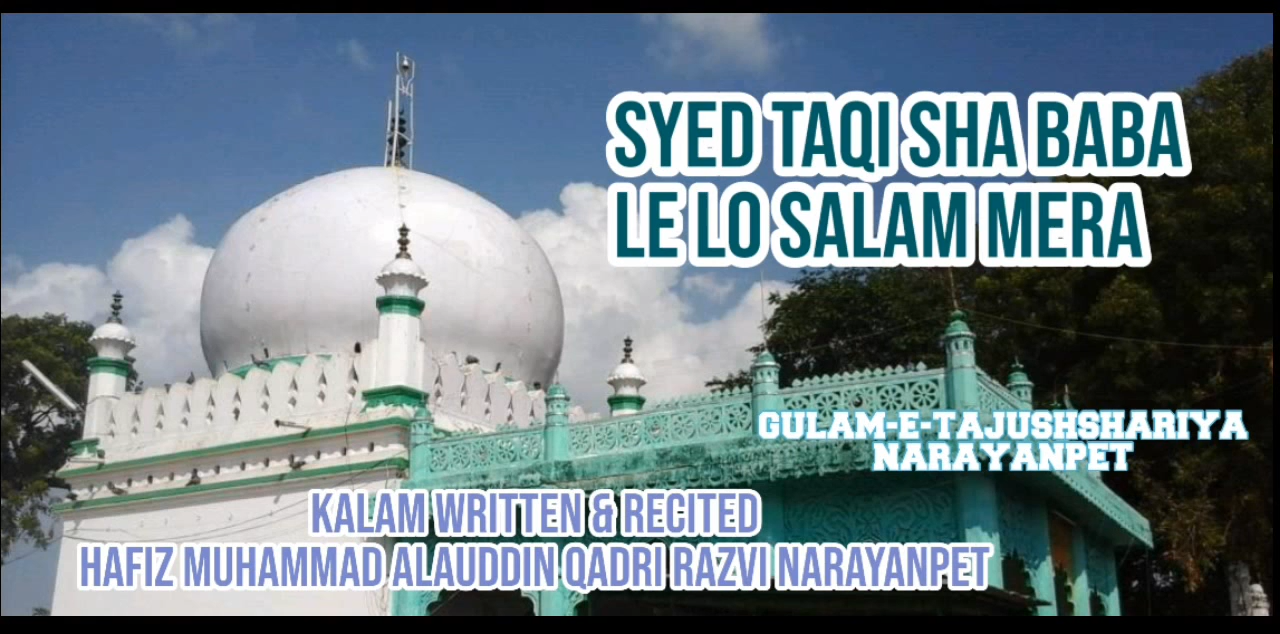 SYED TAQI SHA BABA
LE LO SALAM MERA
GULAM-E-TAJUSHSHARIYA
NARAYANPET
KALAM WRITTEN & RECITED
HAFIZ MUHAMMAD ALAUDDIN QADRI RAZVI NARAYANPET